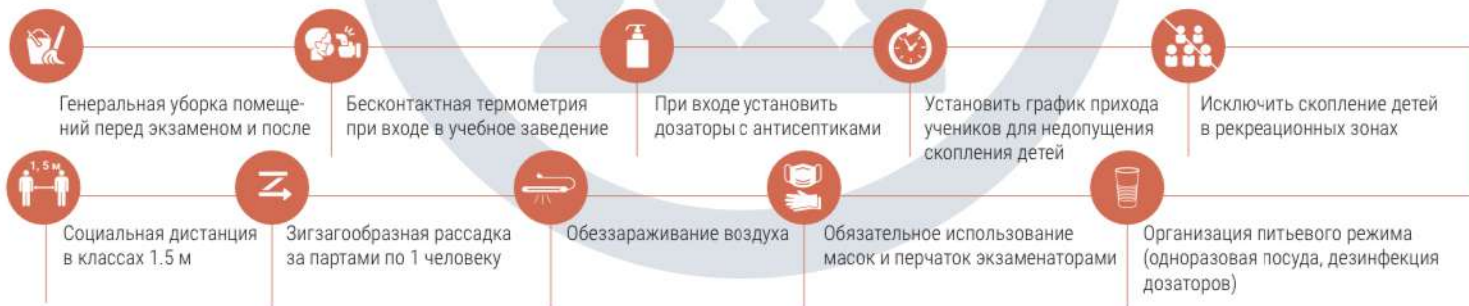 Генеральная уборка помеще-
ний перед экзаменом и после
Бесконтактная термометрия
при входе в учебное заведение
При входе установить
дозаторы с антисептиками
Установить график прихода
учеников для недопущения
скопления детей
Исключить скопление детей
в рекреационных зонах
1, 5 м
Социальная дистанция
в классах 1.5 м
Зигзагообразная рассадка
за партами по 1 человеку
Обеззараживание воздуха
Обязательное использование
масок и перчаток экзаменаторами
Организация питьевого режима
(одноразовая посуда, дезинфекция
дозаторов)